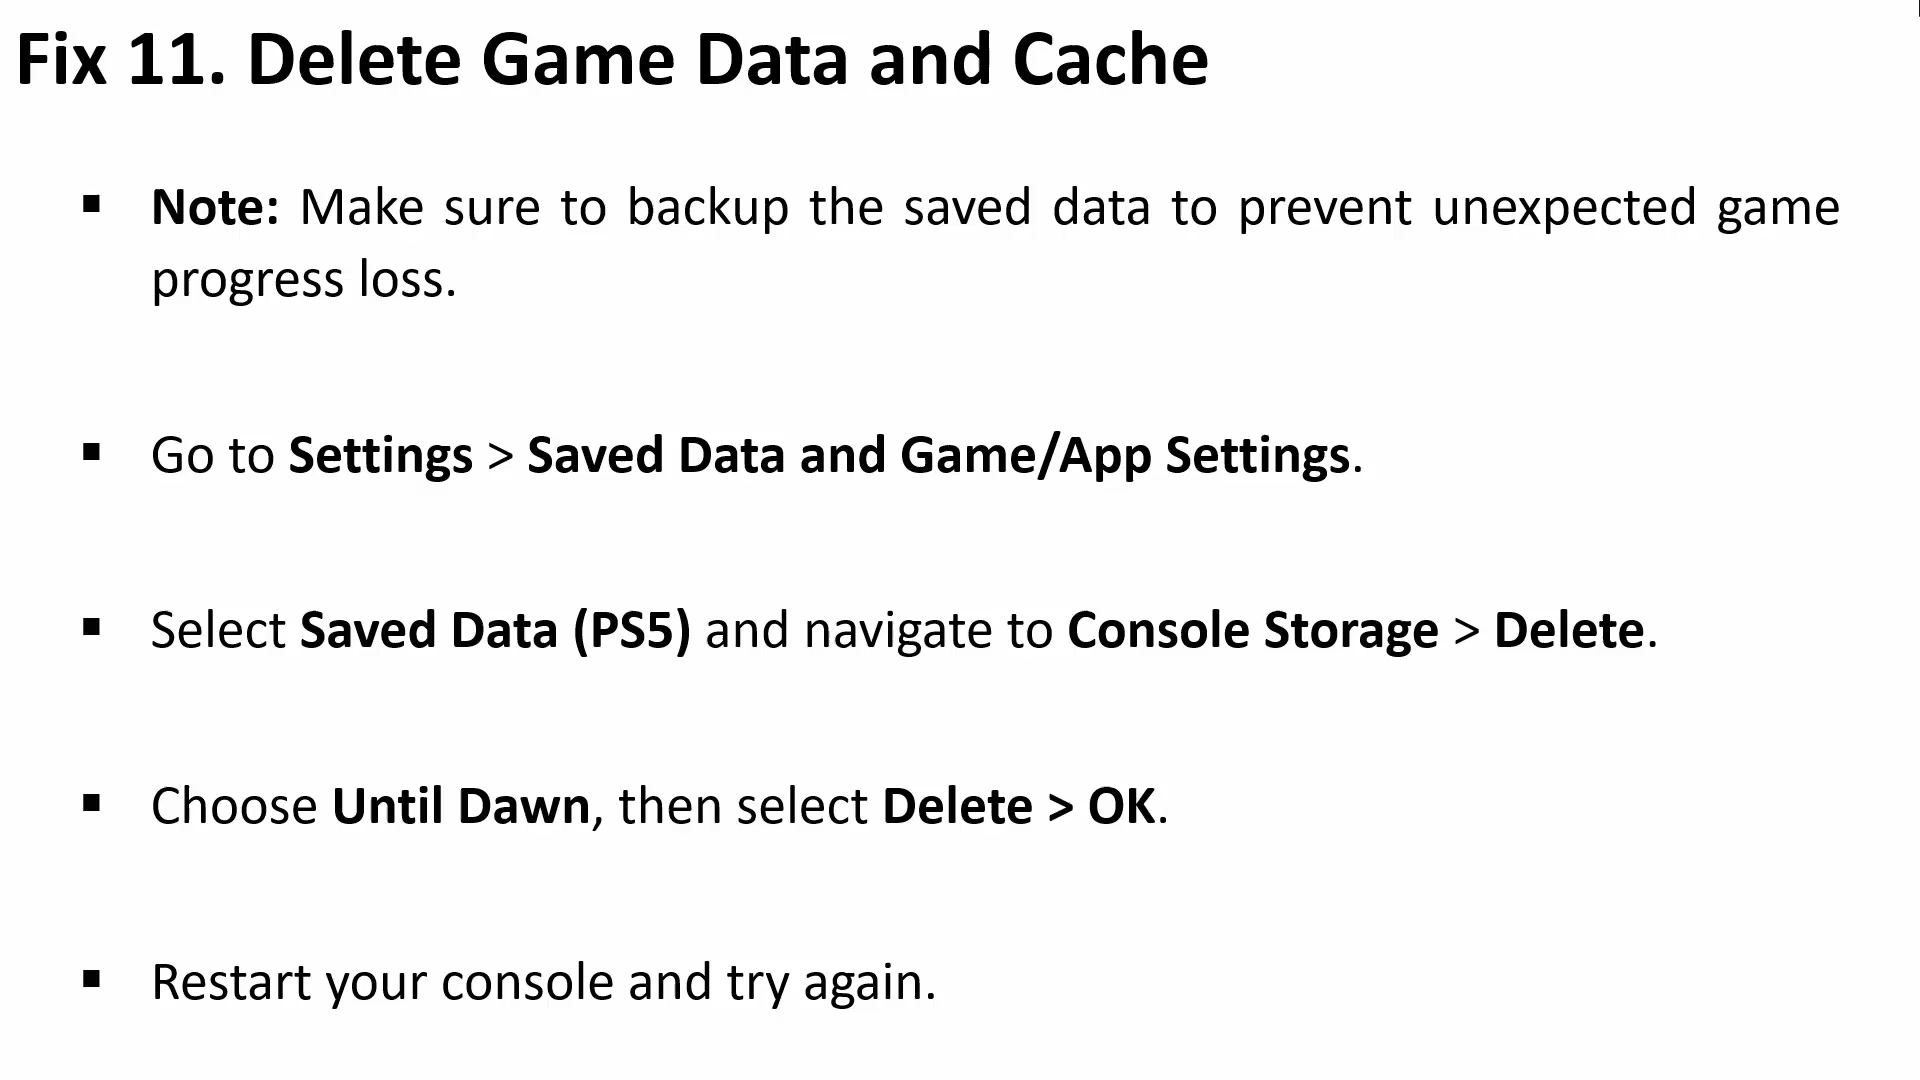 Fix 11. Delete Game Data and Cache
▪ Note: Make sure to backup the saved data to prevent unexpected game
progress loss.
▪ Go to Settings > Saved Data and Game/App Settings.
▪ Select Saved Data (PS5) and navigate to Console Storage > Delete.
▪ Choose Until Dawn, then select Delete > OK.
▪ Restart your console and try again.